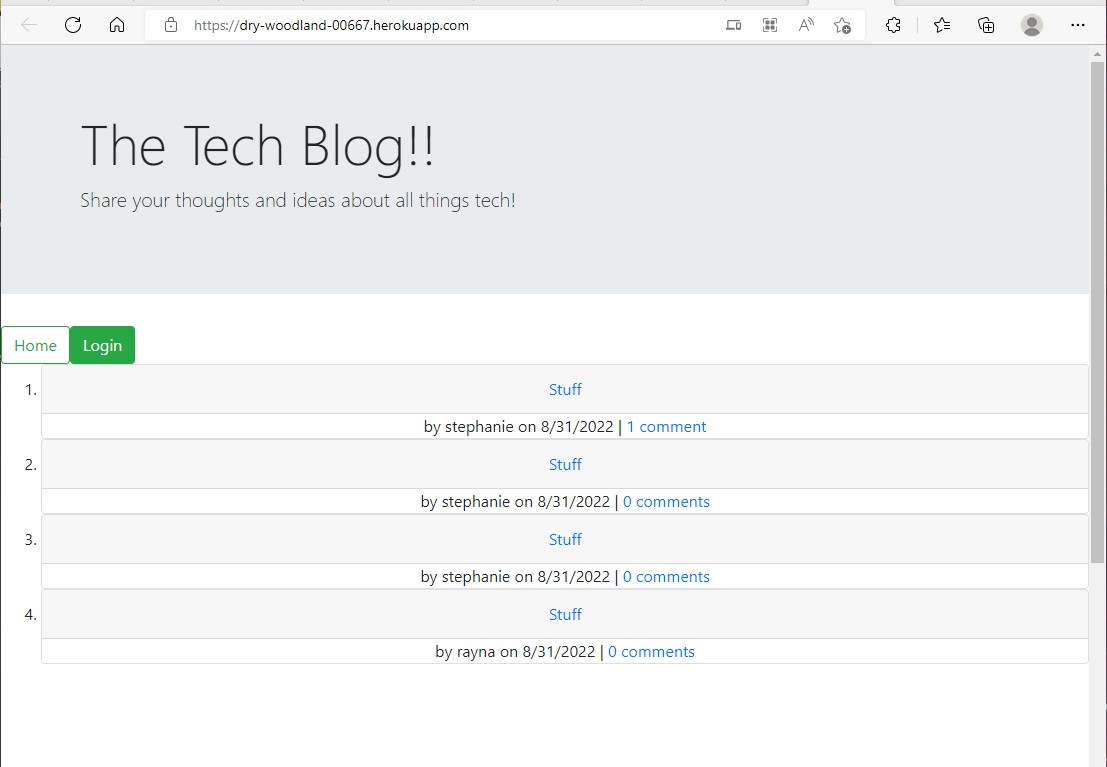 https://dry-woodland-00667.herokuapp.com
The Tech Blog!!
Share your thoughts and ideas about all things tech!
Home Login
1. Stuff
by stephanie on 8/31/2022 | 1 comment
2. Stuff
by stephanie on 8/31/2022 | 0 comments
3. Stuff
by stephanie on 8/31/2022 | 0 comments
4. Stuff
by rayna on 8/31/2022 | 0 comments